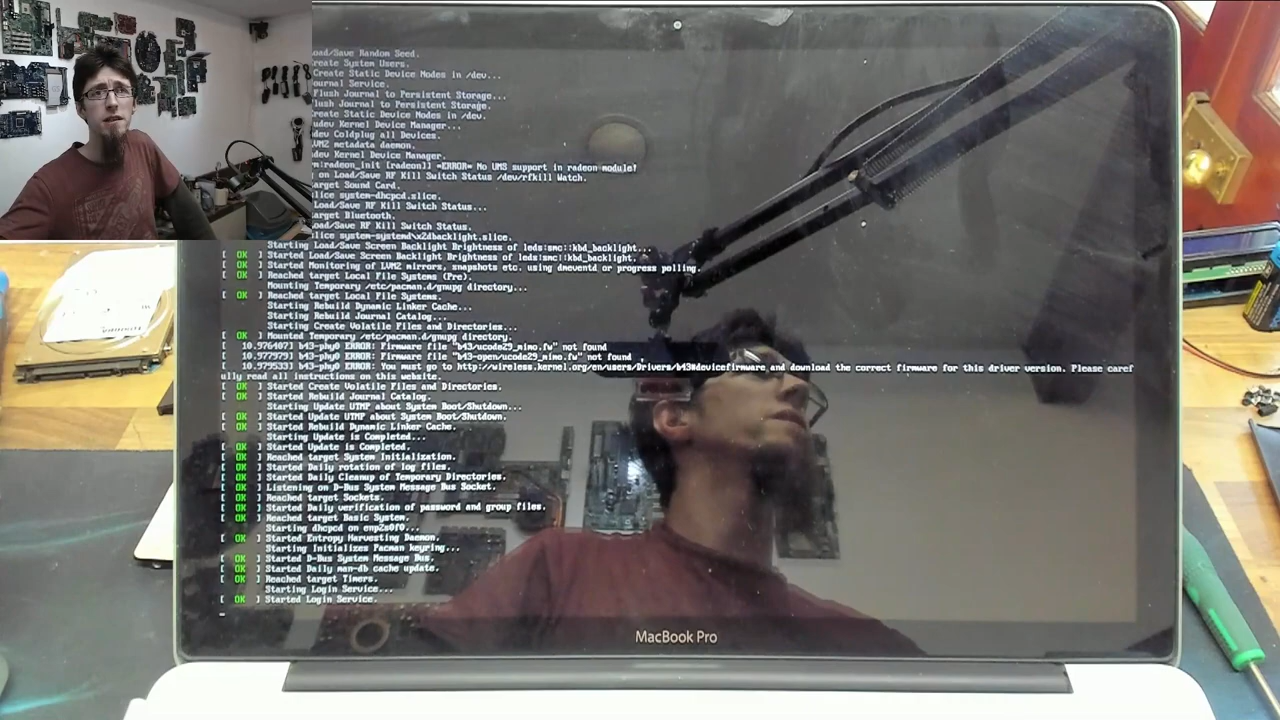 oad/Save Random Seed.
reate System Users.
Create Static Device Nodes in /dev...
ournal Service.
Flush Journal to Persistent Storage...
lush Journal to Persistent Storage.
reate Static Device Nodes in /dev.
dev Kernel Device Manager...
dev Coldplug all Devices.
LVM2 metadata daemon.
dev Kernel Device Manager.
m:radeon_init [radeon]] *ERROR* No UMS support in radeon module!
on Load/Save RF Kill Switch Status /dev/rfkill Watch.
arget Sound Card.
lice system-dhcpcd.slice.
Load/Save RF Kill Switch Status...
arget Bluetooth.
oad/Save RF Kill Switch Status.
lice system-systemd\x2dbacklight.slice.
Starting Load/Save Screen Backlight Brightness of leds:smc::kbd_backlight...
[ OK ] Started Load/Save Screen Backlight Brightness of leds:smc::kbd_backlight.
[ OK ] Started Monitoring of LVM2 mirrors, snapshots etc. using dmeventd or progress polling.
[ OK ] Reached target Local File Systems (Pre).
Mounting Temporary /etc/pacman.d/gnupg directory...
[ OK ] Reached target Local File Systems.
Starting Rebuild Dynamic Linker Cache...
Starting Rebuild Journal Catalog...
Starting Create Volatile Files and Directories...
[ OK ] Mounted Temporary /etc/pacman.d/gnupg directory.
[ 10.976407] b43-phy0 ERROR: Firmware file "b43/ucode29_mimo.fw" not found
[ 10.977979] b43-phy0 ERROR: Firmware file "b43-open/ucode29_mimo.fw" not found
[ 10.979533] b43-phy0 ERROR: You must go to http://wireless.kernel.org/en/users/Drivers/b43#devicefirmware and download the correct firmware for this driver version. Please caref
ully read all instructions on this website.
[ OK ] Started Create Volatile Files and Directories.
[ OK ] Started Rebuild Journal Catalog.
Starting Update UTMP about System Boot/Shutdown...
[ OK ] Started Update UTMP about System Boot/Shutdown.
[ OK ] Started Rebuild Dynamic Linker Cache.
Starting Update is Completed...
[ OK ] Started Update is Completed.
[ OK ] Reached target System Initialization.
[ OK ] Started Daily rotation of log files.
[ OK ] Started Daily Cleanup of Temporary Directories.
[ OK ] Listening on D-Bus System Message Bus Socket.
[ OK ] Reached target Sockets.
[ OK ] Started Daily verification of password and group files.
[ OK ] Reached target Basic System.
Starting dhcpcd on enp2s0f0...
[ OK ] Started Entropy Harvesting Daemon.
Starting Initializes Pacman keyring...
[ OK ] Started D-Bus System Message Bus.
[ OK ] Started Daily man-db cache update.
[ OK ] Reached target Timers.
Starting Login Service...
[ OK ] Started Login Service.
MacBook Pro